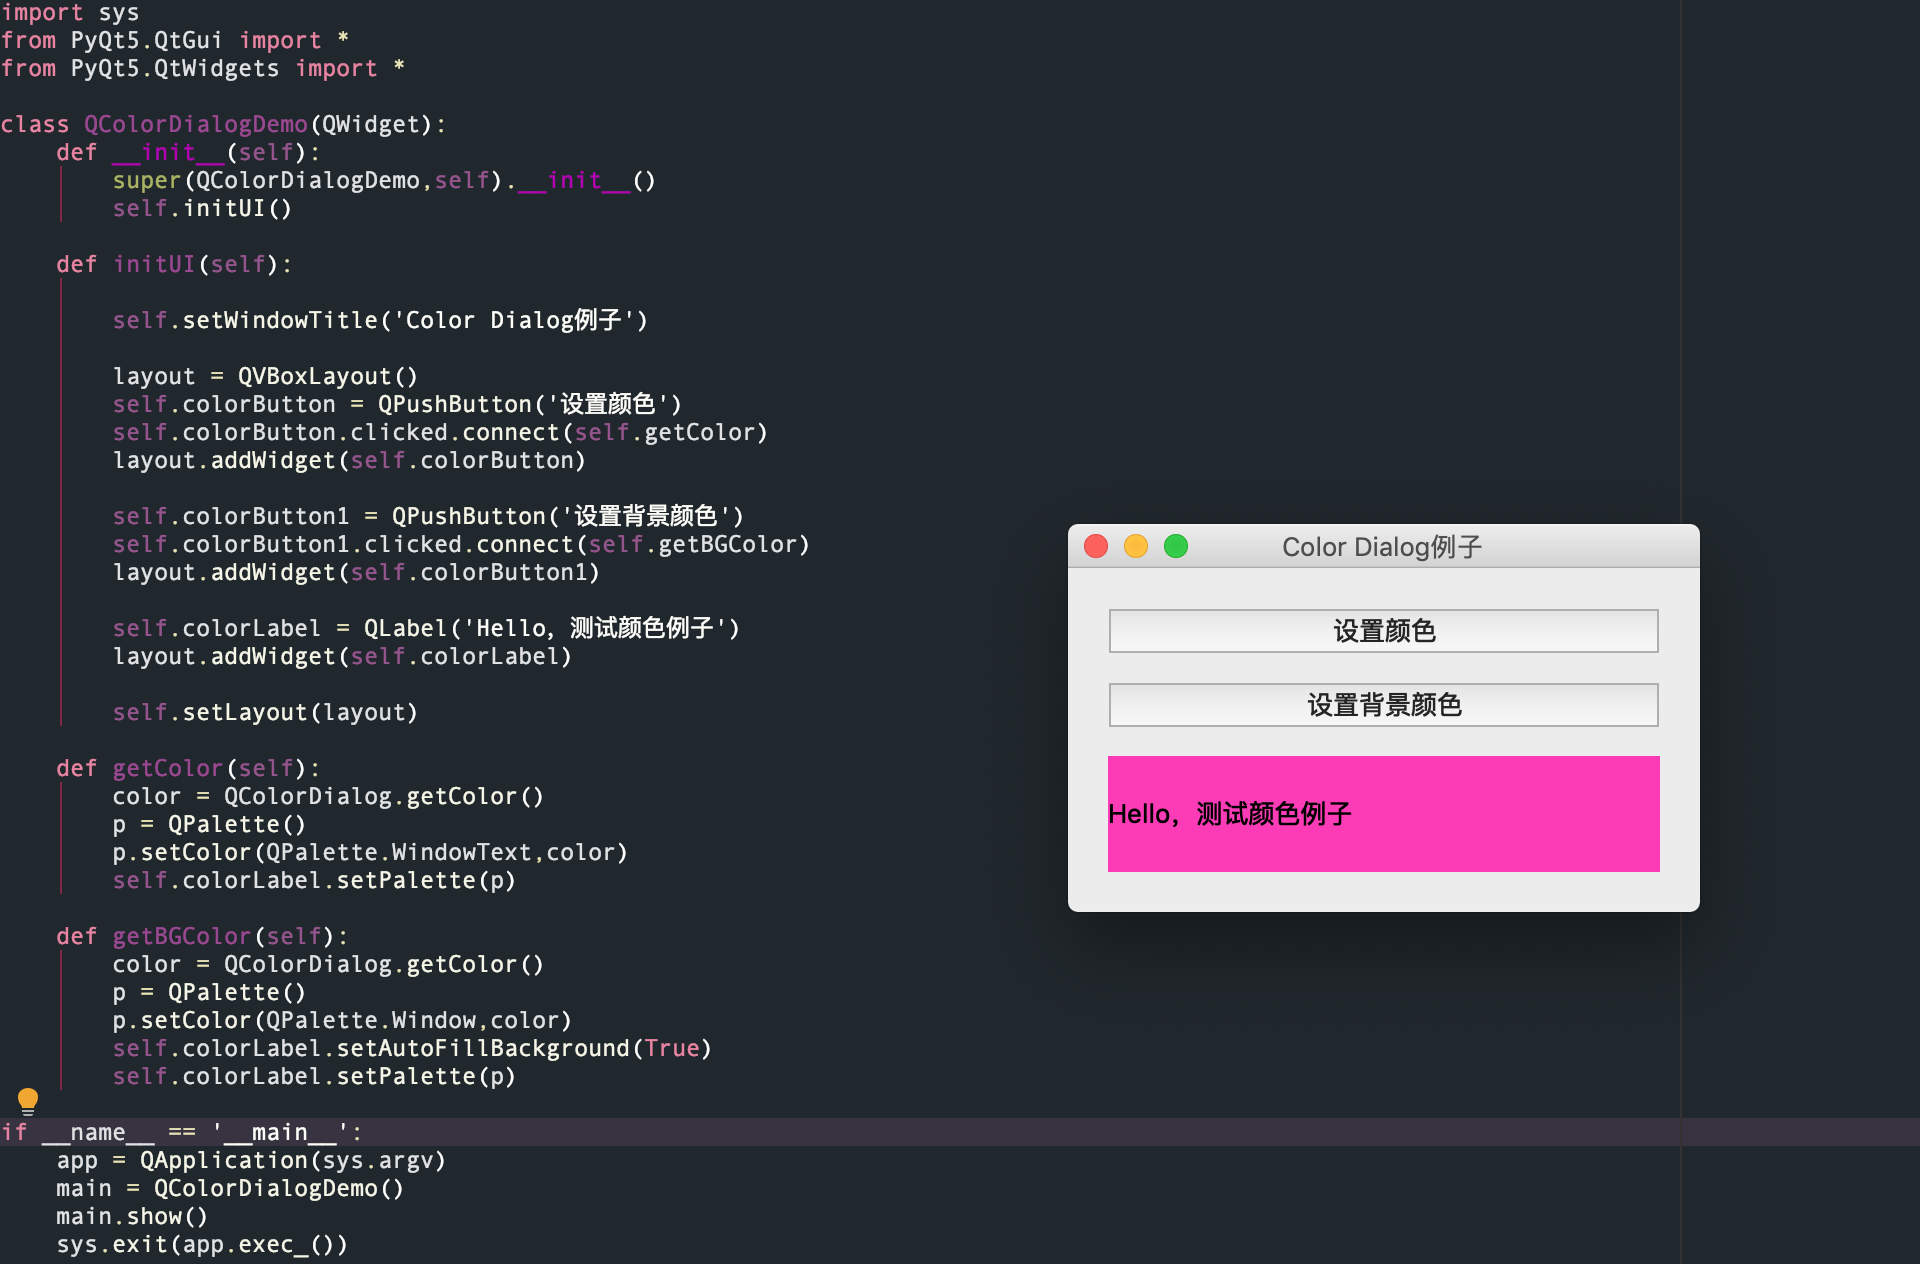 import sys
from PyQt5.QtGui import *
from PyQt5.QtWidgets import *
class QColorDialogDemo(QWidget):
def __init__(self):
super(QColorDialogDemo,self).__init__()
self.initUI()
def initUI(self):
self.setWindowTitle('Color Dialog例子')
layout = QVBoxLayout()
self.colorButton = QPushButton('设置颜色')
self.colorButton.clicked.connect(self.getColor)
layout.addWidget(self.colorButton)
self.colorButton1 = QPushButton('设置背景颜色')
self.colorButton1.clicked.connect(self.getBGColor)
layout.addWidget(self.colorButton1)
self.colorLabel = QLabel('Hello，测试颜色例子')
layout.addWidget(self.colorLabel)
self.setLayout(layout)
def getColor(self):
color = QColorDialog.getColor()
p = QPalette()
p.setColor(QPalette.WindowText,color)
self.colorLabel.setPalette(p)
def getBGColor(self):
color = QColorDialog.getColor()
p = QPalette()
p.setColor(QPalette.Window,color)
self.colorLabel.setAutoFillBackground(True)
self.colorLabel.setPalette(p)
if __name__ == '__main__':
app = QApplication(sys.argv)
main = QColorDialogDemo()
main.show()
sys.exit(app.exec_())
Color Dialog例子
设置颜色
设置背景颜色
Hello，测试颜色例子